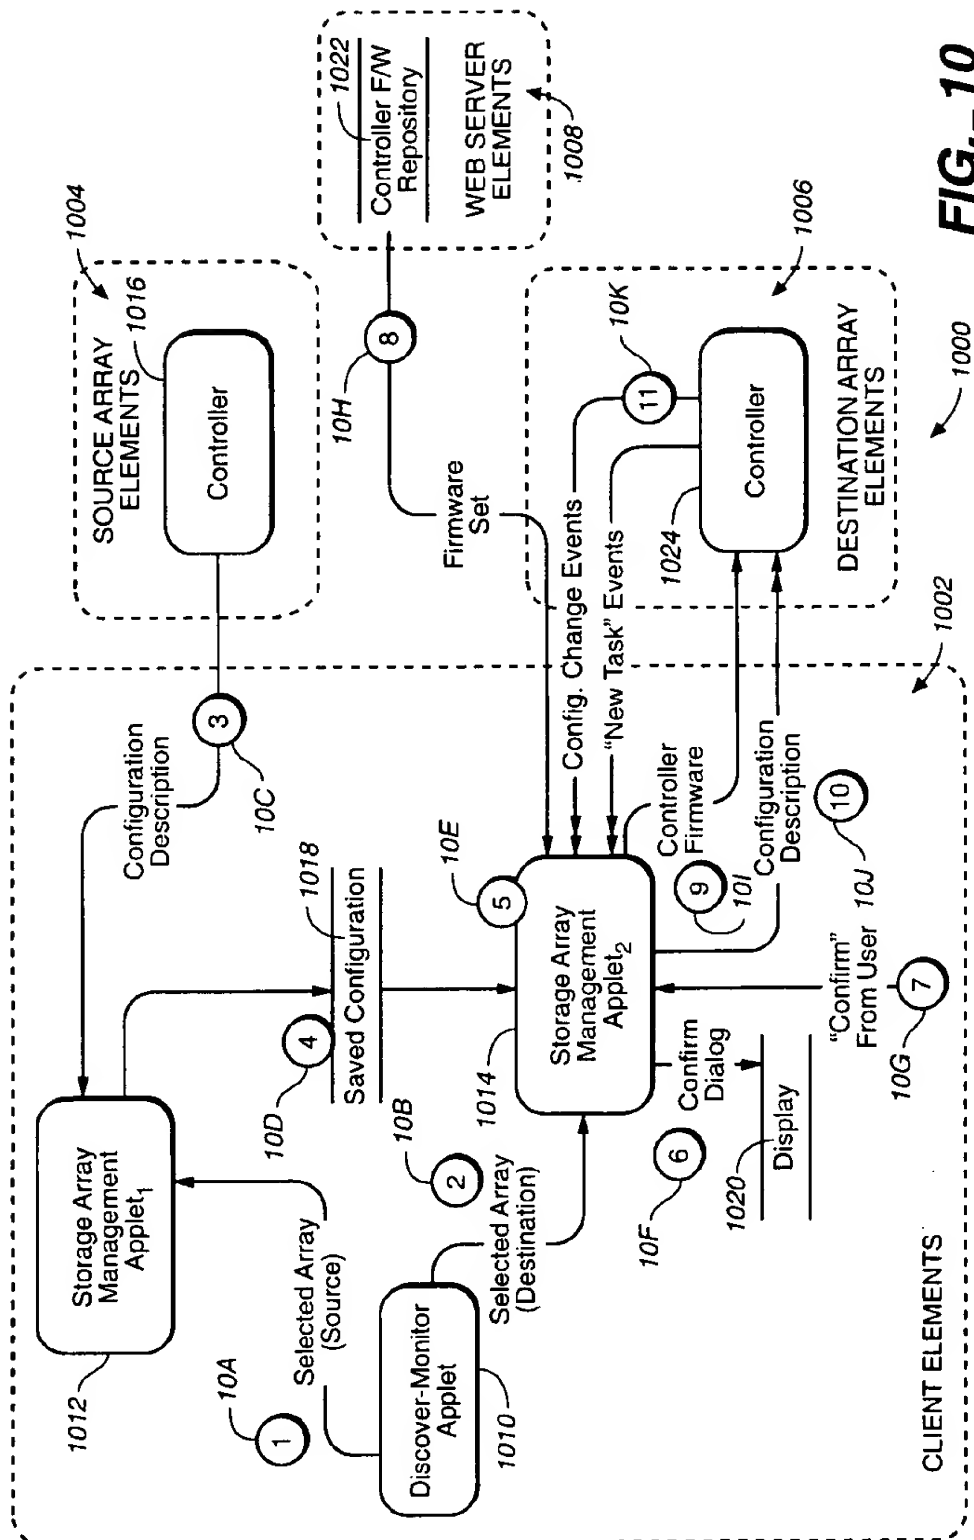 SOURCE ARRAY
ELEMENTS
1004
1016
Controller
1022
Controller F/W
Repository
WEB SERVER
ELEMENTS
1008
8
10H
Firmware
Set
3
10C
Configuration
Description
Storage Array
Management
Applet1
1012
1
10A
Selected Array
(Source)
4
10D
1018
Saved Configuration
2
10B
Selected Array
(Destination)
Discover-Monitor
Applet
1010
5
10E
1014
Storage Array
Management
Applet2
Config. Change Events
"New Task" Events
11
10K
Controller
Firmware
9
10I
Configuration
Description
10
10J
1024
Controller
1006
DESTINATION ARRAY
ELEMENTS
6
10F
Confirm
Dialog
1020
Display
"Confirm"
From User
7
10G
CLIENT ELEMENTS
1002
1000
FIG._10